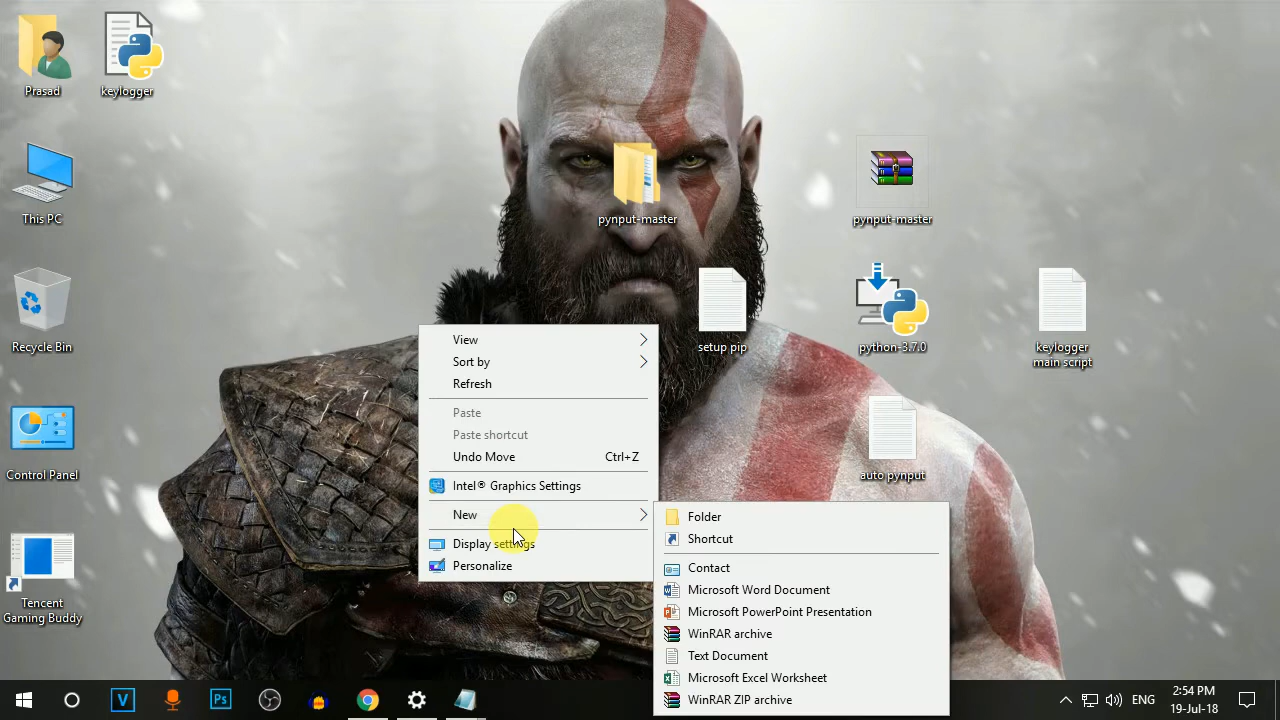 Prasad
keylogger
This PC
Recycle Bin
Control Panel
Tencent
Gaming Buddy
pynput-master
pynput-master
setup pip
python-3.7.0
keylogger
main script
auto pynput
View
Sort by
Refresh
Paste
Paste shortcut
Undo Move Ctrl+Z
Intel® Graphics Settings
New
Display settings
Personalize
Folder
Shortcut
Contact
Microsoft Word Document
Microsoft PowerPoint Presentation
WinRAR archive
Text Document
Microsoft Excel Worksheet
WinRAR ZIP archive
V
Ps
ENG
2:54 PM
19-Jul-18